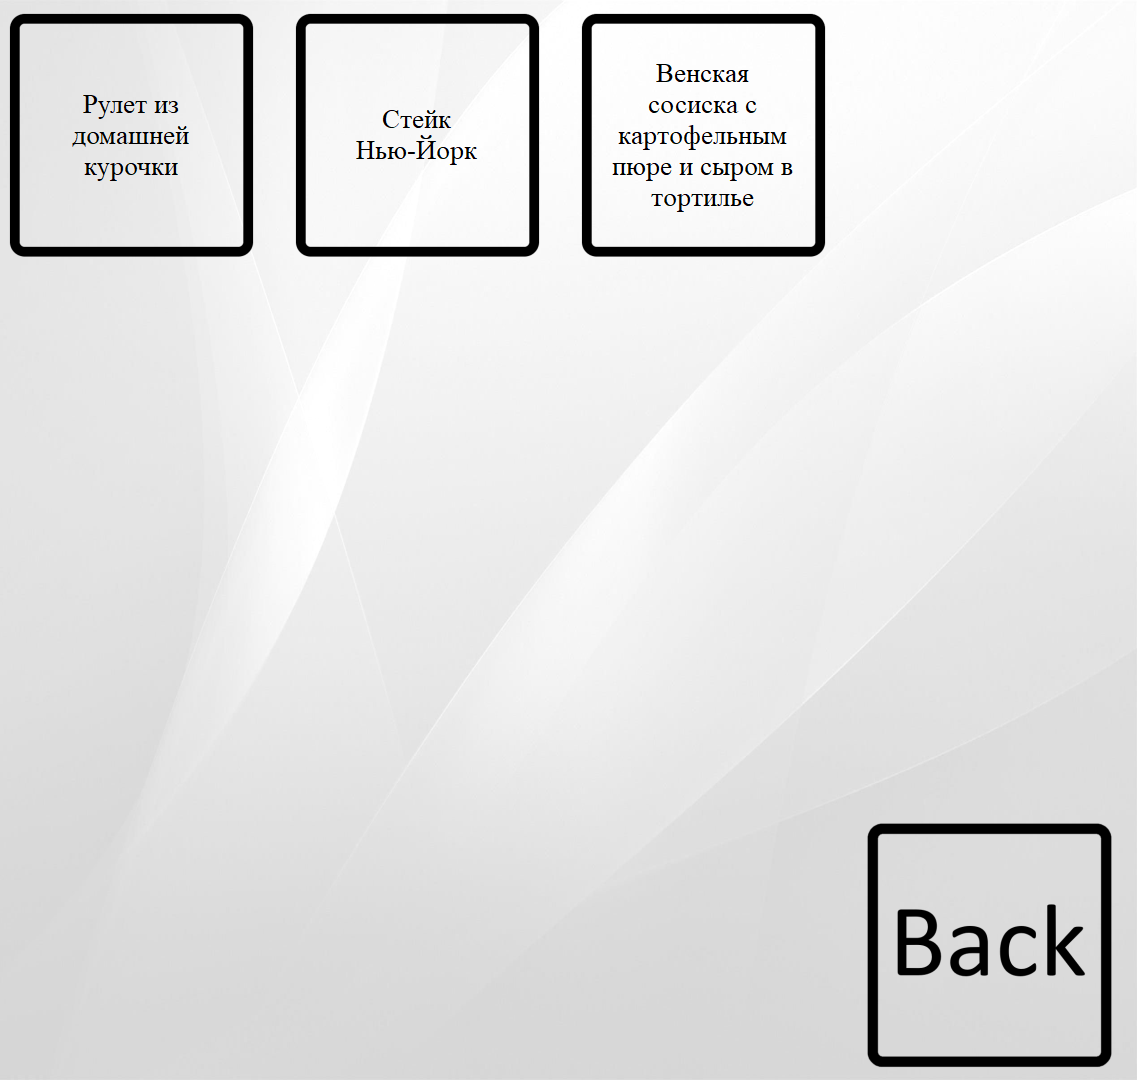 Рулет из
домашней
курочки
Стейк
Нью-Йорк
Венская
сосиска с
картофельным
пюре и сыром в
тортилье
Back